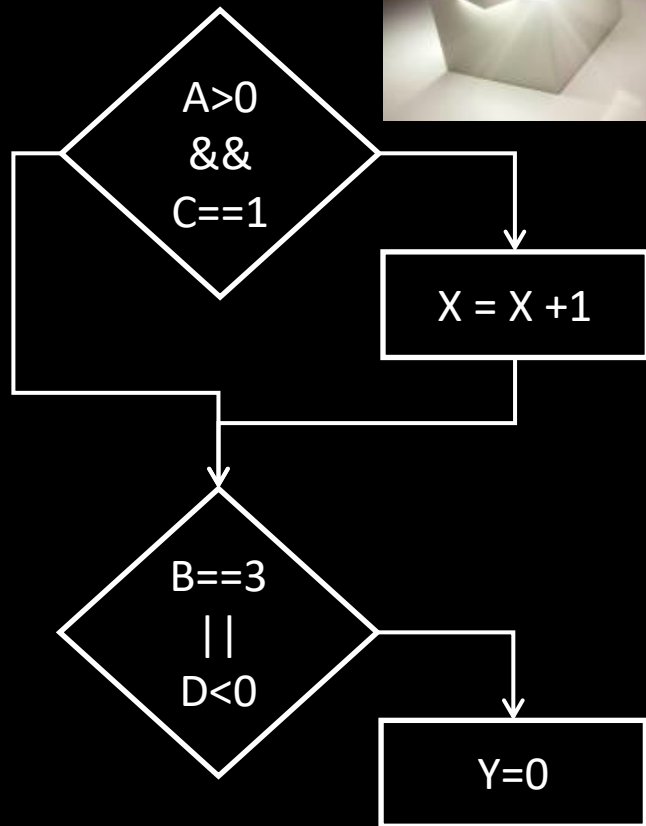 A>0
&&
C==1
X = X +1
B==3
||
D<0
Y=0